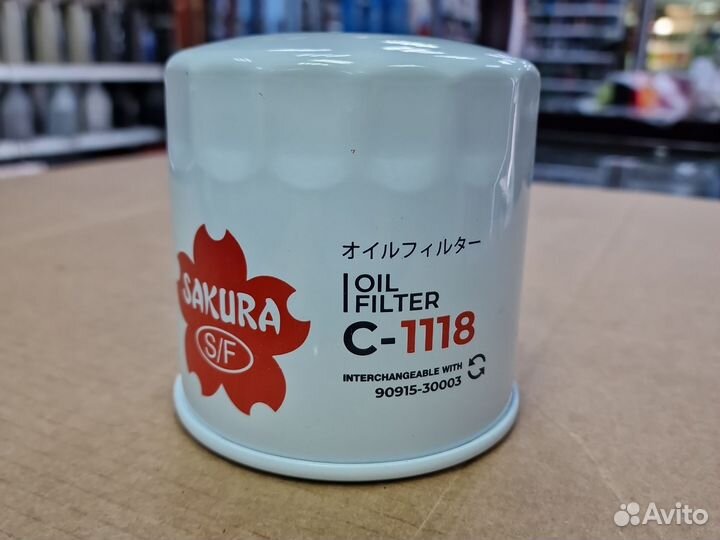 SAKURA
S/F
オイルフィルター
OIL
FILTER
C-1118
INTERCHANGEABLE WITH
90915-30003
Avito